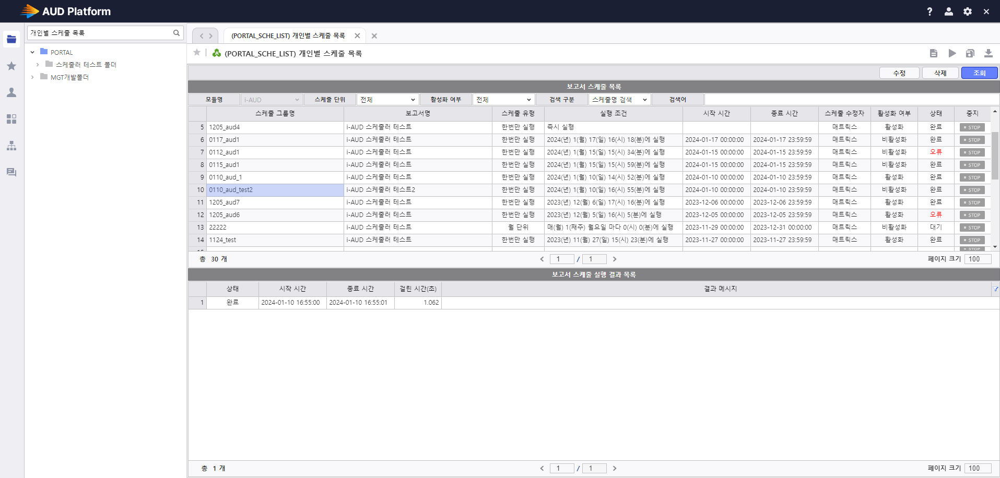 AUD Platform
개인별 스케줄 목록
PORTAL
스케줄러 테스트 폴더
MGT개발폴더
(PORTAL_SCHE_LIST) 개인별 스케줄 목록
(PORTAL_SCHE_LIST) 개인별 스케줄 목록
수정 삭제 조회
보고서 스케줄 목록
모듈명 i-AUD 스케줄 단위 전체 활성화 여부 전체 검색 구분 스케줄명 검색 검색어
스케줄 그룹명 보고서명 스케줄 유형 실행 조건 시작 시간 종료 시간 스케줄 수정자 활성화 여부 상태 중지
5 1205_aud4 i-AUD 스케줄러 테스트 한번만 실행 즉시 실행 매트릭스 활성화 완료 STOP
6 0117_aud1 i-AUD 스케줄러 테스트 한번만 실행 2024(년) 1(월) 17(일) 16(시) 18(분)에 실행 2024-01-17 00:00:00 2024-01-17 23:59:59 매트릭스 비활성화 완료 STOP
7 0112_aud1 i-AUD 스케줄러 테스트 한번만 실행 2024(년) 1(월) 15(일) 15(시) 34(분)에 실행 2024-01-15 00:00:00 2024-01-15 23:59:59 매트릭스 비활성화 오류 STOP
8 0115_aud1 i-AUD 스케줄러 테스트 한번만 실행 2024(년) 1(월) 15(일) 15(시) 59(분)에 실행 2024-01-15 00:00:00 2024-01-15 23:59:59 매트릭스 비활성화 완료 STOP
9 0110_aud_1 i-AUD 스케줄러 테스트 한번만 실행 2024(년) 1(월) 10(일) 14(시) 52(분)에 실행 2024-01-10 00:00:00 2024-01-10 23:59:59 매트릭스 활성화 완료 STOP
10 0110_aud_test2 i-AUD 스케줄러 테스트2 한번만 실행 2024(년) 1(월) 10(일) 16(시) 55(분)에 실행 2024-01-10 00:00:00 2024-01-10 23:59:59 매트릭스 비활성화 완료 STOP
11 1205_aud7 i-AUD 스케줄러 테스트 한번만 실행 2023(년) 12(월) 6(일) 17(시) 16(분)에 실행 2023-12-06 00:00:00 2023-12-06 23:59:59 매트릭스 활성화 완료 STOP
12 1205_aud6 i-AUD 스케줄러 테스트 한번만 실행 2023(년) 12(월) 5(일) 16(시) 5(분)에 실행 2023-12-05 00:00:00 2023-12-05 23:59:59 매트릭스 활성화 오류 STOP
13 22222 i-AUD 스케줄러 테스트 월 단위 매(월) 1(째주) 월요일 마다 0(시) 0(분)에 실행 2023-11-29 00:00:00 2023-12-31 00:00:00 매트릭스 비활성화 대기 STOP
14 1124_test i-AUD 스케줄러 테스트 한번만 실행 2023(년) 11(월) 27(일) 15(시) 23(분)에 실행 2023-11-27 00:00:00 2023-11-27 23:59:59 매트릭스 활성화 완료 STOP
15 STOP
총 30 개 1 / 1 페이지 크기 100
보고서 스케줄 실행 결과 목록
상태 시작 시간 종료 시간 걸린 시간(초) 결과 메시지
1 완료 2024-01-10 16:55:00 2024-01-10 16:55:01 1.062
총 1 개 1 / 1 페이지 크기 100